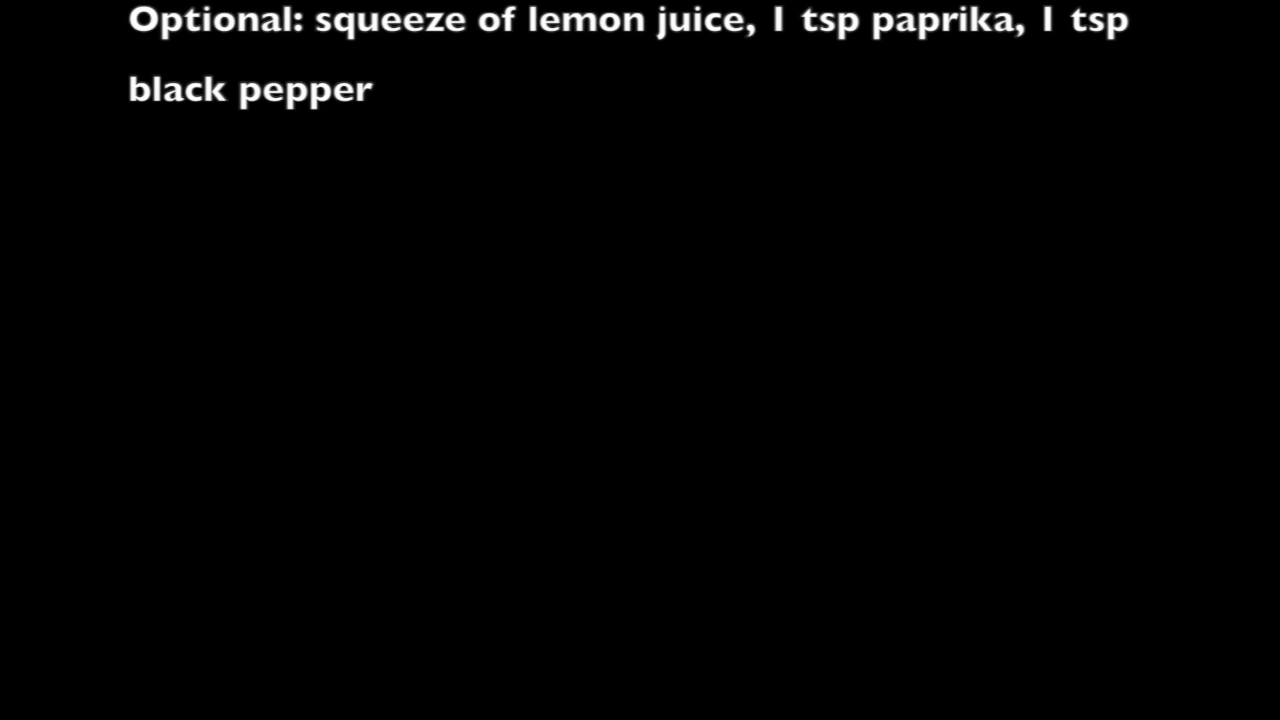 Optional: squeeze of lemon juice, 1 tsp paprika, 1 tsp
black pepper